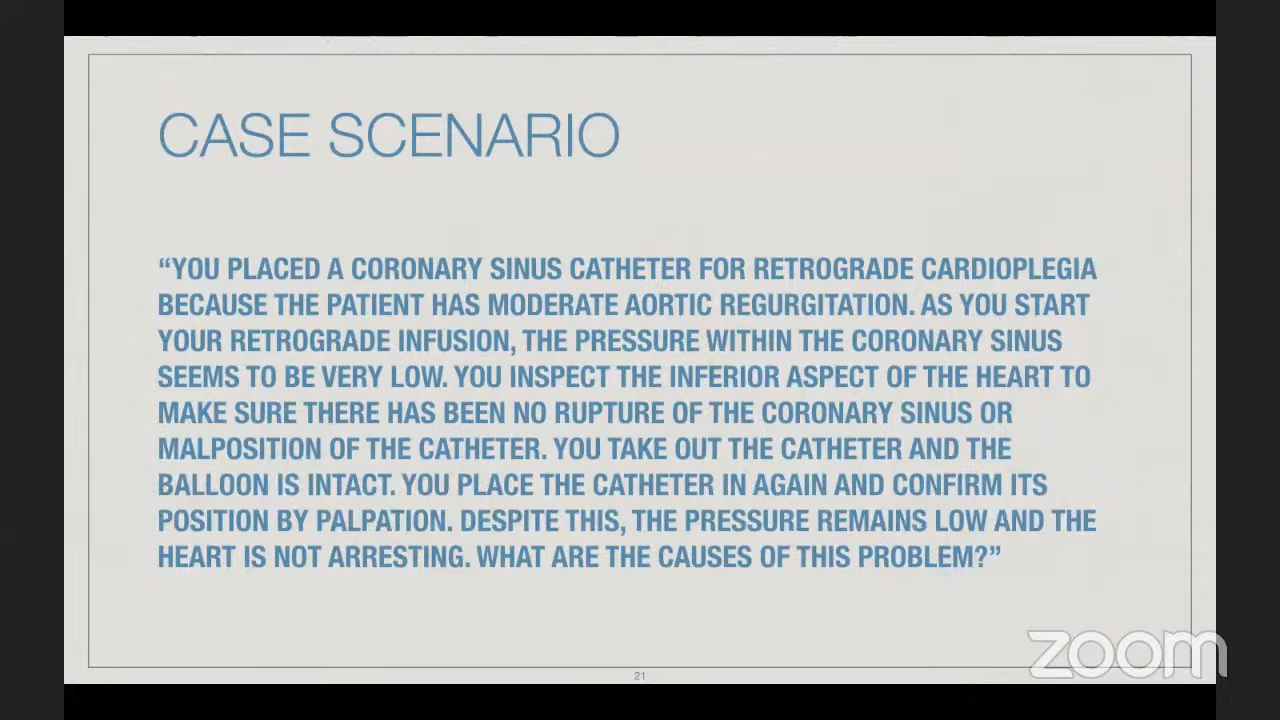 CASE SCENARIO
“YOU PLACED A CORONARY SINUS CATHETER FOR RETROGRADE CARDIOPLEGIA
BECAUSE THE PATIENT HAS MODERATE AORTIC REGURGITATION. AS YOU START
YOUR RETROGRADE INFUSION, THE PRESSURE WITHIN THE CORONARY SINUS
SEEMS TO BE VERY LOW. YOU INSPECT THE INFERIOR ASPECT OF THE HEART TO
MAKE SURE THERE HAS BEEN NO RUPTURE OF THE CORONARY SINUS OR
MALPOSITION OF THE CATHETER. YOU TAKE OUT THE CATHETER AND THE
BALLOON IS INTACT. YOU PLACE THE CATHETER IN AGAIN AND CONFIRM ITS
POSITION BY PALPATION. DESPITE THIS, THE PRESSURE REMAINS LOW AND THE
HEART IS NOT ARRESTING. WHAT ARE THE CAUSES OF THIS PROBLEM?”
zoom
21